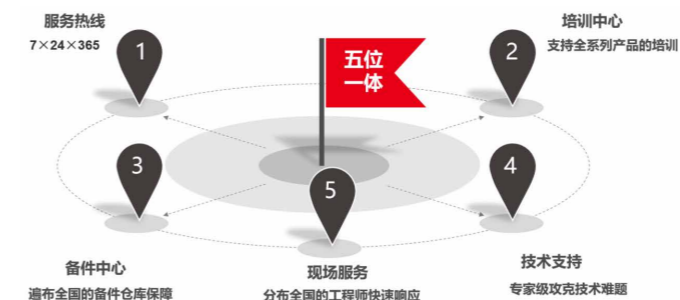 服务热线
7×24×365
1
五位
一体
培训中心
支持全系列产品的培训
2
3
备件中心
遍布全国的备件仓库保障
5
现场服务
分布全国的工程师快速响应
4
技术支持
专家级攻克技术难题